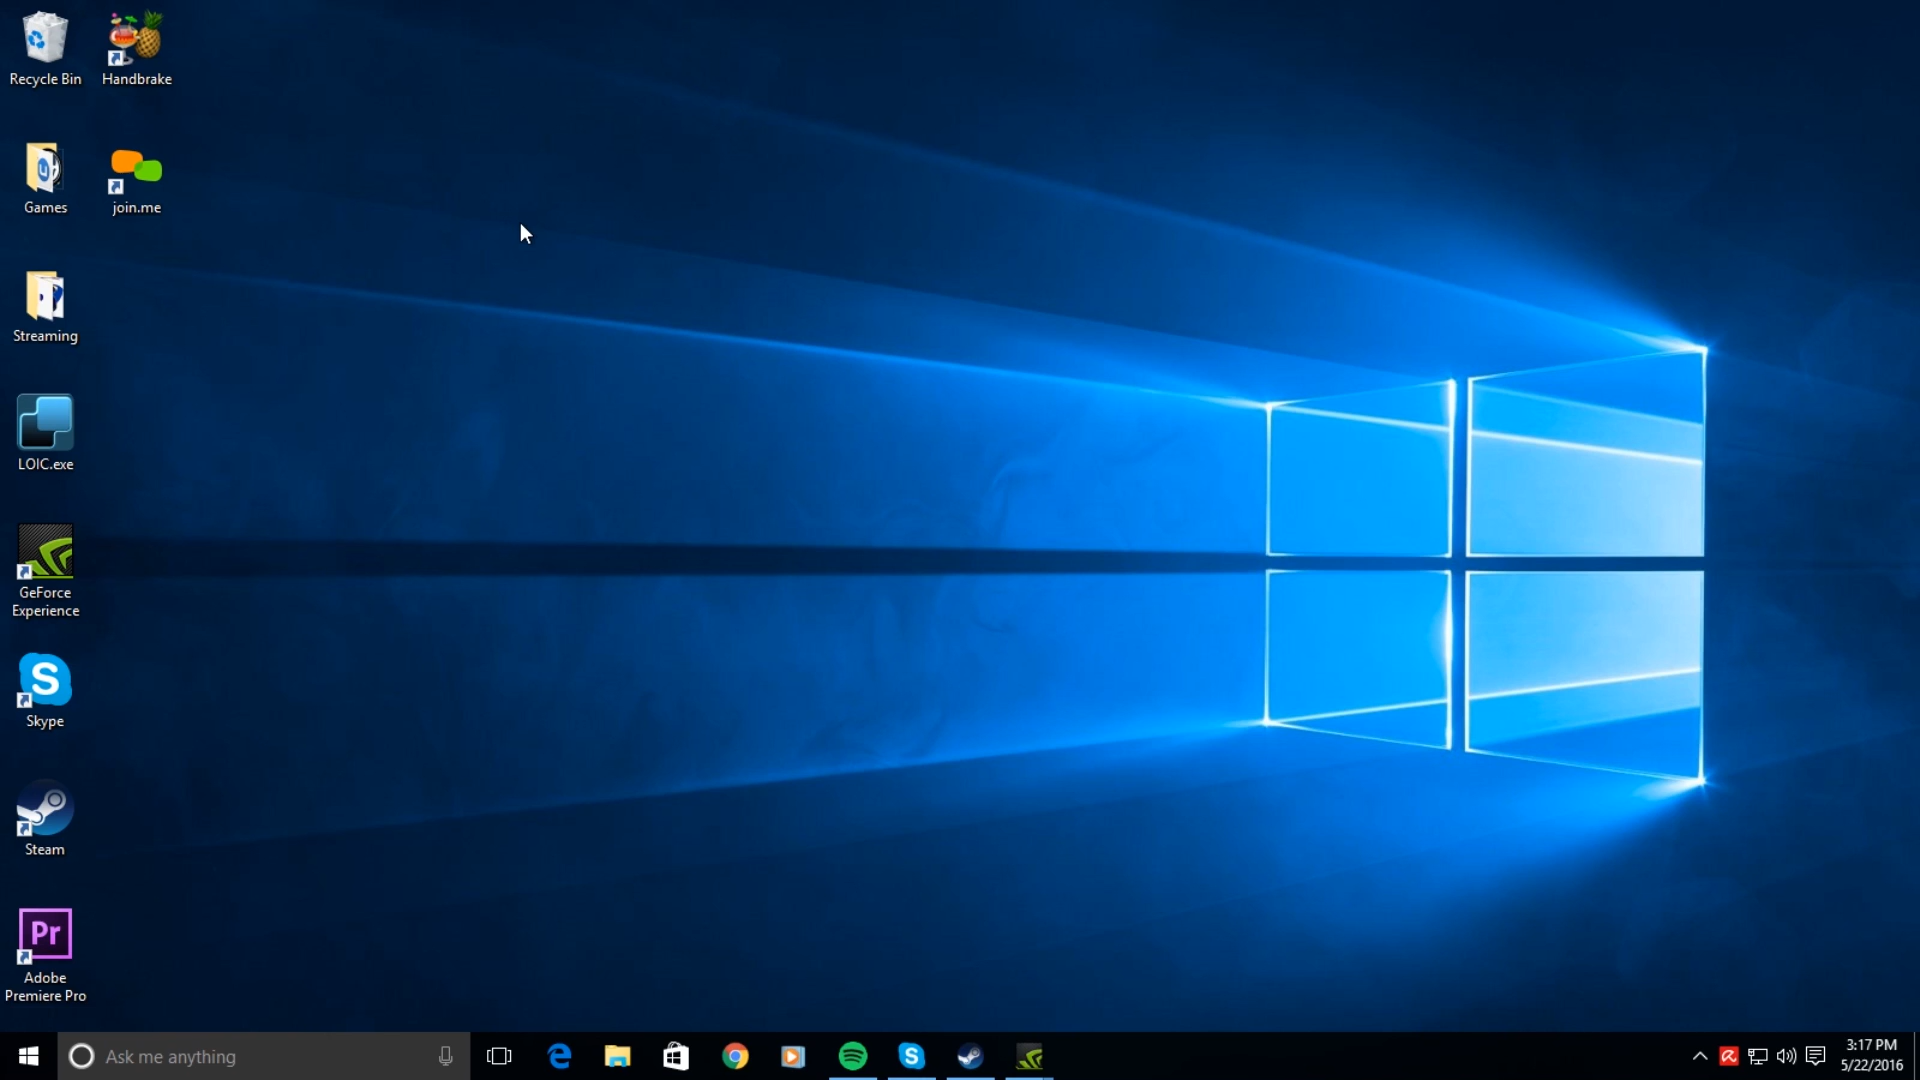 Recycle Bin
Handbrake
Games
join.me
Streaming
LOIC.exe
GeForce
Experience
S
Skype
Steam
Pr
Adobe
Premiere Pro
Ask me anything
3:17 PM
5/22/2016